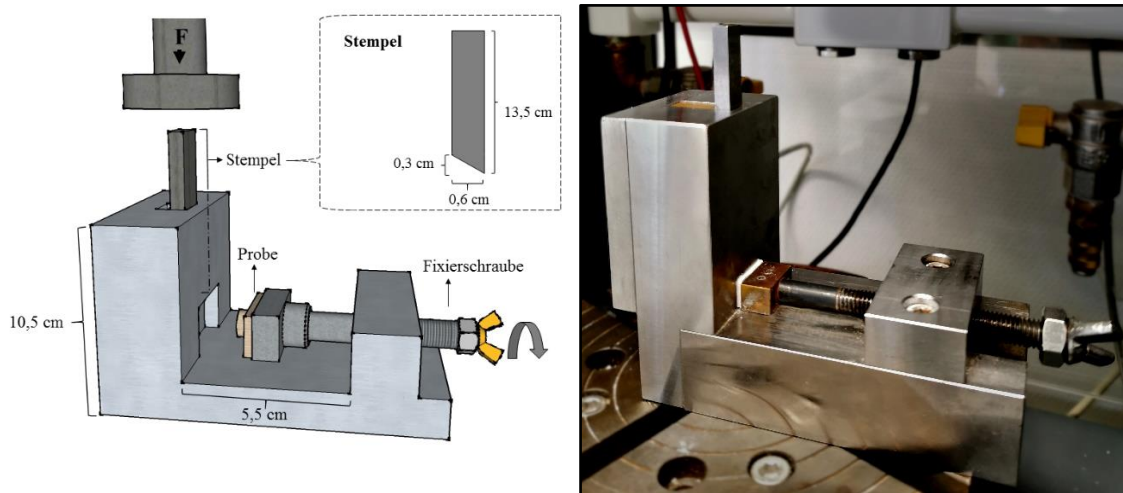 F
Stempel
13,5 cm
0,3 cm
0,6 cm
Stempel
Probe
Fixierschraube
10,5 cm
5,5 cm